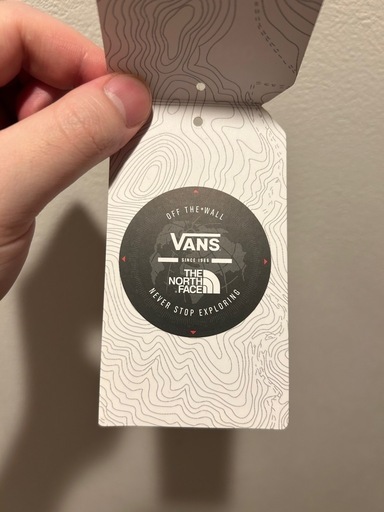 OFF THE WALL
VANS
SINCE 1966
THE
NORTH
FACE
NEVER STOP EXPLORING